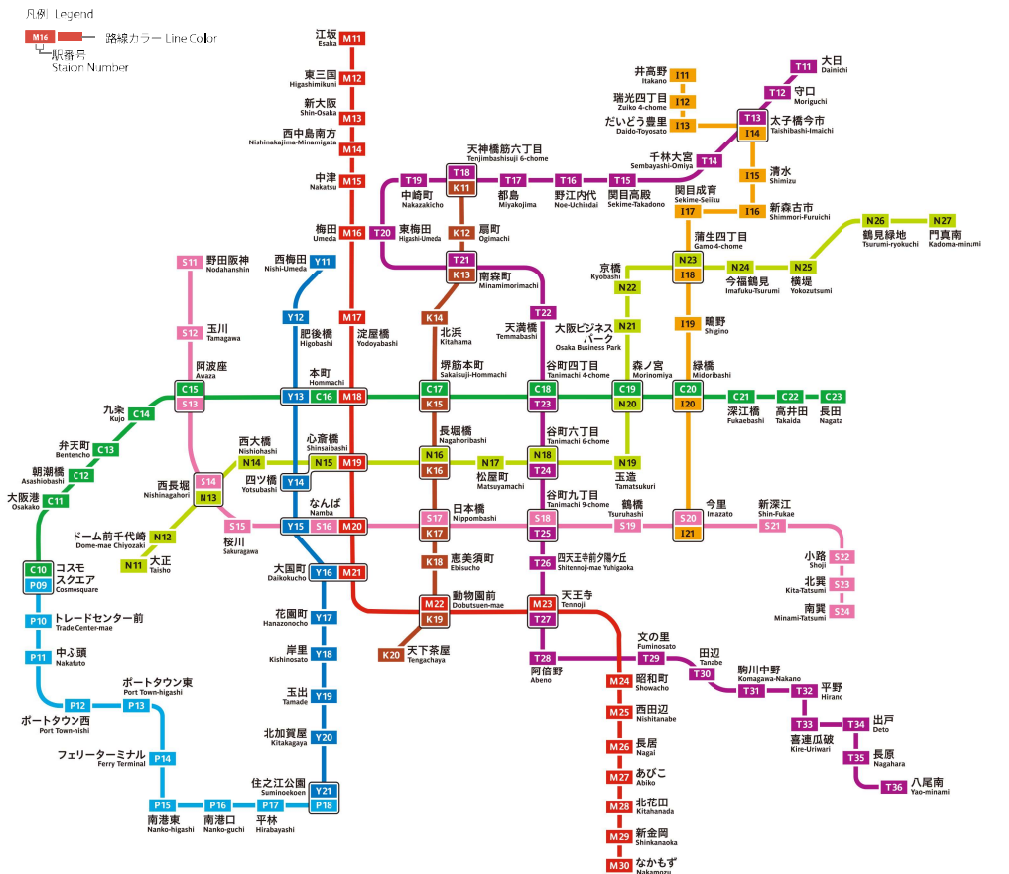 凡例 Legend
M16
路線カラー Line Color
駅番号
Staion Number
江坂
Esaka
M11
東三国
Higashimikuni
M12
新大阪
Shin-Osaka
M13
西中島南方
Nishinakajima-Minamigata
M14
中津
Nakatsu
M15
梅田
Umeda
M16
M17
淀屋橋
Yodoyabashi
西梅田
Nishi-Umeda
Y11
Y12
肥後橋
Higobashi
本町
Hommachi
Y13
C16
M18
心斎橋
Shinsaibashi
N15
M19
四ツ橋
Yotsubashi
Y14
なんば
Namba
Y15
S16
M20
大国町
Daikokucho
Y16
M21
花園町
Hanazonocho
Y17
岸里
Kishinosato
Y18
玉出
Tamade
Y19
北加賀屋
Kitakagaya
Y20
住之江公園
Suminoekoen
Y21
P18
井高野
Itakano
I11
瑞光四丁目
Zuiko 4-chome
I12
だいどう豊里
Daido-Toyosato
I13
T11
大日
Dainichi
T12
守口
Moriguchi
T13
I14
太子橋今市
Taishibashi-Imaichi
千林大宮
Sembayashi-Omiya
T14
I15
清水
Shimizu
I16
新森古市
Shimmori-Furuichi
関目成育
Sekime-Seiiku
I17
T15
関目高殿
Sekime-Takadono
T16
野江内代
Noe-Uchidai
T17
都島
Miyakojima
天神橋筋六丁目
Tenjimbashisuji 6-chome
T18
K11
T19
中崎町
Nakazakicho
T20
東梅田
Higashi-Umeda
K12
扇町
Ogimachi
T21
K13
南森町
Minamimorimachi
K14
北浜
Kitahama
T22
天満橋
Temmabashi
蒲生四丁目
Gamo4-chome
N23
I18
N24
今福鶴見
Imafuku-Tsurumi
N25
横堤
Yokozutsumi
N26
鶴見緑地
Tsurumi-ryokuchi
N27
門真南
Kadoma-minami
京橋
Kyobashi
N22
大阪ビジネス
パーク
Osaka Business Park
N21
I19
鴫野
Shgino
S11
野田阪神
Nodahanshin
S12
玉川
Tamagawa
阿波座
Awaza
C15
S13
堺筋本町
Sakaisuji-Hommachi
C17
K15
谷町四丁目
Tanimachi 4-chome
C18
T23
森ノ宮
Morinomiya
C19
N20
緑橋
Midoribashi
C20
I20
C21
深江橋
Fukaebashi
C22
高井田
Takaida
C23
長田
Nagata
九条
Kujo
C14
弁天町
Bentencho
C13
朝潮橋
Asashiobashi
C12
大阪港
Osakako
C11
C10
P09
コスモ
スクエア
Cosmosquare
西大橋
Nishiohashi
N14
西長堀
Nishinagahori
S14
N13
長堀橋
Nagahoribashi
N16
K16
N17
松屋町
Matsuyamachi
谷町六丁目
Tanimachi 6-chome
N18
T24
N19
玉造
Tamatsukuri
ドーム前千代崎
Dome-mae Chiyozaki
N12
N11
大正
Taisho
S15
桜川
Sakuragawa
S17
K17
日本橋
Nippombashi
谷町九丁目
Tanimachi 9-chome
S18
T25
鶴橋
Tsuruhashi
S19
S20
I21
今里
Imazato
新深江
Shin-Fukae
S21
小路
Shoji
S22
北巽
Kita-Tatsumi
S23
南巽
Minami-Tatsumi
S24
K18
恵美須町
Ebisucho
T26
四天王寺前夕陽ケ丘
Shitennoj-mae Yuhigaoka
M22
K19
動物園前
Dobutsuen-mae
K20
天下茶屋
Tengachaya
M23
T27
天王寺
Tennoji
T28
阿倍野
Abeno
文の里
Fuminosato
T29
田辺
Tanabe
T30
駒川中野
Komagawa-Nakano
T31
T32
平野
Hirano
T33
喜連瓜破
Kire-Uriwari
T34
出戸
Deto
T35
長原
Nagahara
T36
八尾南
Yao-minami
M24
昭和町
Showacho
M25
西田辺
Nishitanabe
M26
長居
Nagai
M27
あびこ
Abiko
M28
北花田
Kitahanada
M29
新金岡
Shinkanaoka
M30
なかもず
Nakamozu
P10
トレードセンター前
TradeCenter-mae
P11
中ふ頭
Nakafuto
P12
ポートタウン西
Port Town-nishi
ポートタウン東
Port Town-higashi
P13
フェリーターミナル
Ferry Terminal
P14
P15
南港東
Nanko-higashi
P16
南港口
Nanko-guchi
P17
平林
Hirabayashi